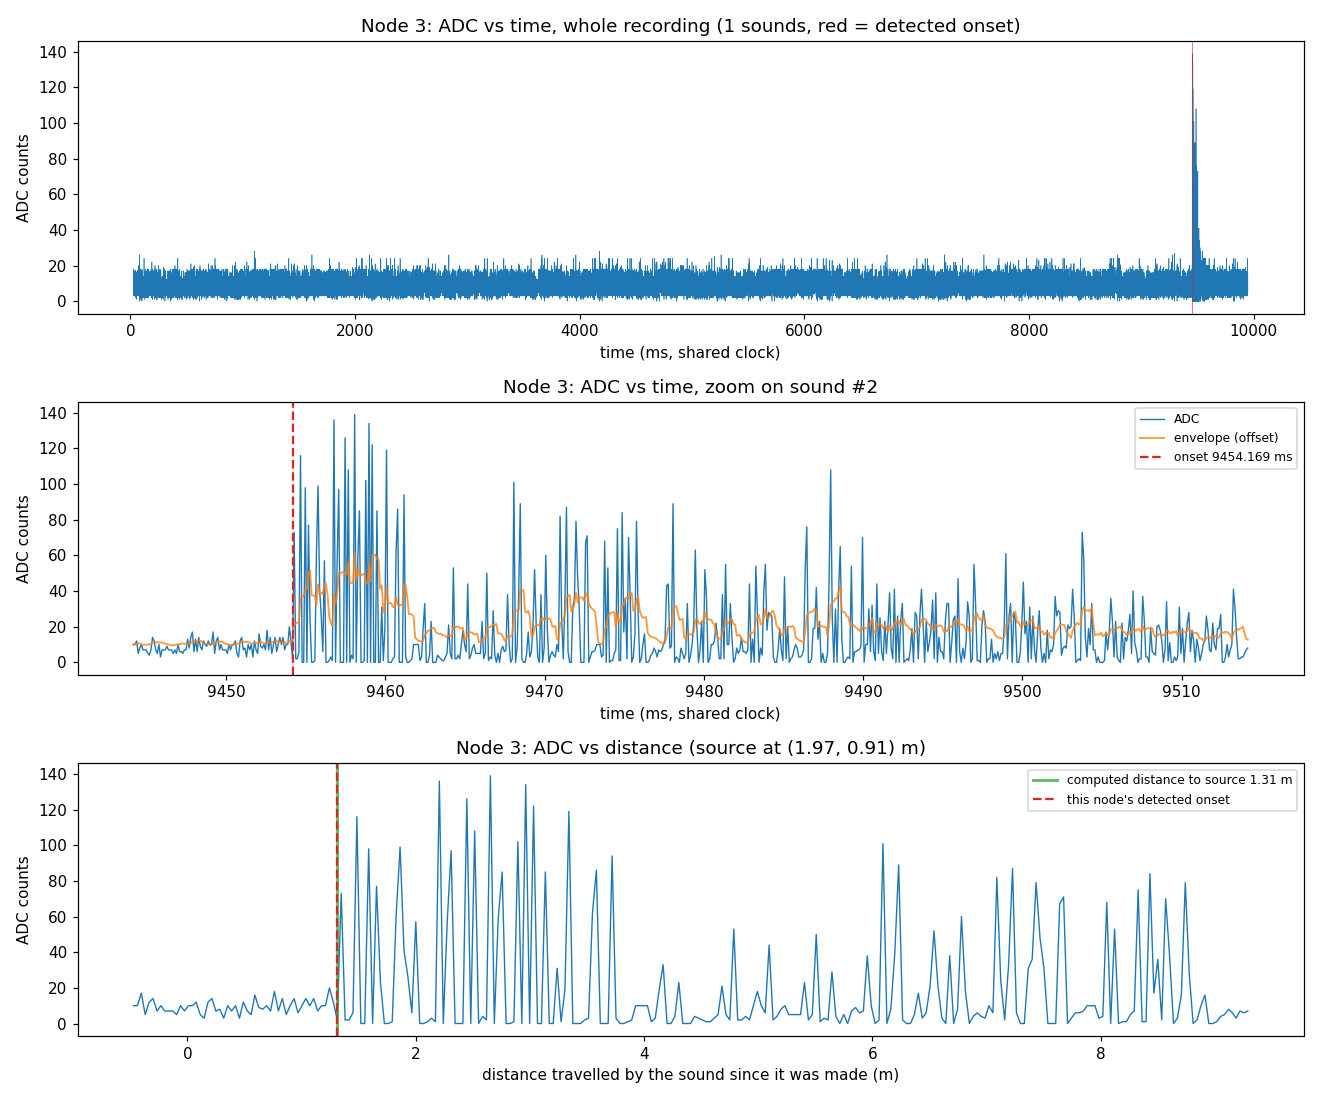 Node 3: ADC vs time, whole recording (1 sounds, red = detected onset)
ADC counts
140
120
100
80
60
40
20
0
0 2000 4000 6000 8000 10000
time (ms, shared clock)
Node 3: ADC vs time, zoom on sound #2
ADC counts
140
120
100
80
60
40
20
0
ADC
envelope (offset)
onset 9454.169 ms
9450 9460 9470 9480 9490 9500 9510
time (ms, shared clock)
Node 3: ADC vs distance (source at (1.97, 0.91) m)
ADC counts
140
120
100
80
60
40
20
0
computed distance to source 1.31 m
this node's detected onset
0 2 4 6 8
distance travelled by the sound since it was made (m)